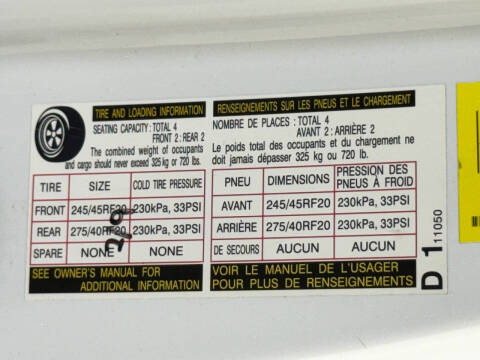 TIRE AND LOADING INFORMATION
SEATING CAPACITY: TOTAL 4
FRONT 2: REAR 2
The combined weight of occupants
and cargo should never exceed 325 kg or 720 lbs.
TIRE SIZE COLD TIRE PRESSURE
FRONT 245/45RF20 230kPa, 33PSI
REAR 275/40RF20 230kPa, 33PSI
SPARE NONE NONE
SEE OWNER'S MANUAL FOR
ADDITIONAL INFORMATION
RENSEIGNEMENTS SUR LES PNEUS ET LE CHARGEMENT
NOMBRE DE PLACES : TOTAL 4
AVANT 2 : ARRIÈRE 2
Le poids total des occupants et du chargement ne
doit jamais dépasser 325 kg ou 720 lb.
PNEU DIMENSIONS PRESSION DES
PNEUS À FROID
AVANT 245/45RF20 230kPa, 33PSI
ARRIÈRE 275/40RF20 230kPa, 33PSI
DE SECOURS AUCUN AUCUN
VOIR LE MANUEL DE L'USAGER
POUR PLUS DE RENSEIGNEMENTS
D 1 11050